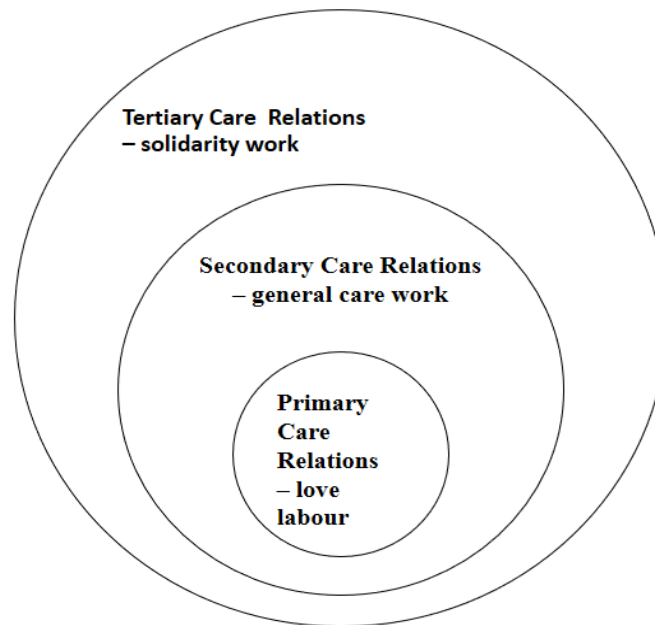 Tertiary Care Relations
– solidarity work
Secondary Care Relations
– general care work
Primary
Care
Relations
– love
labour